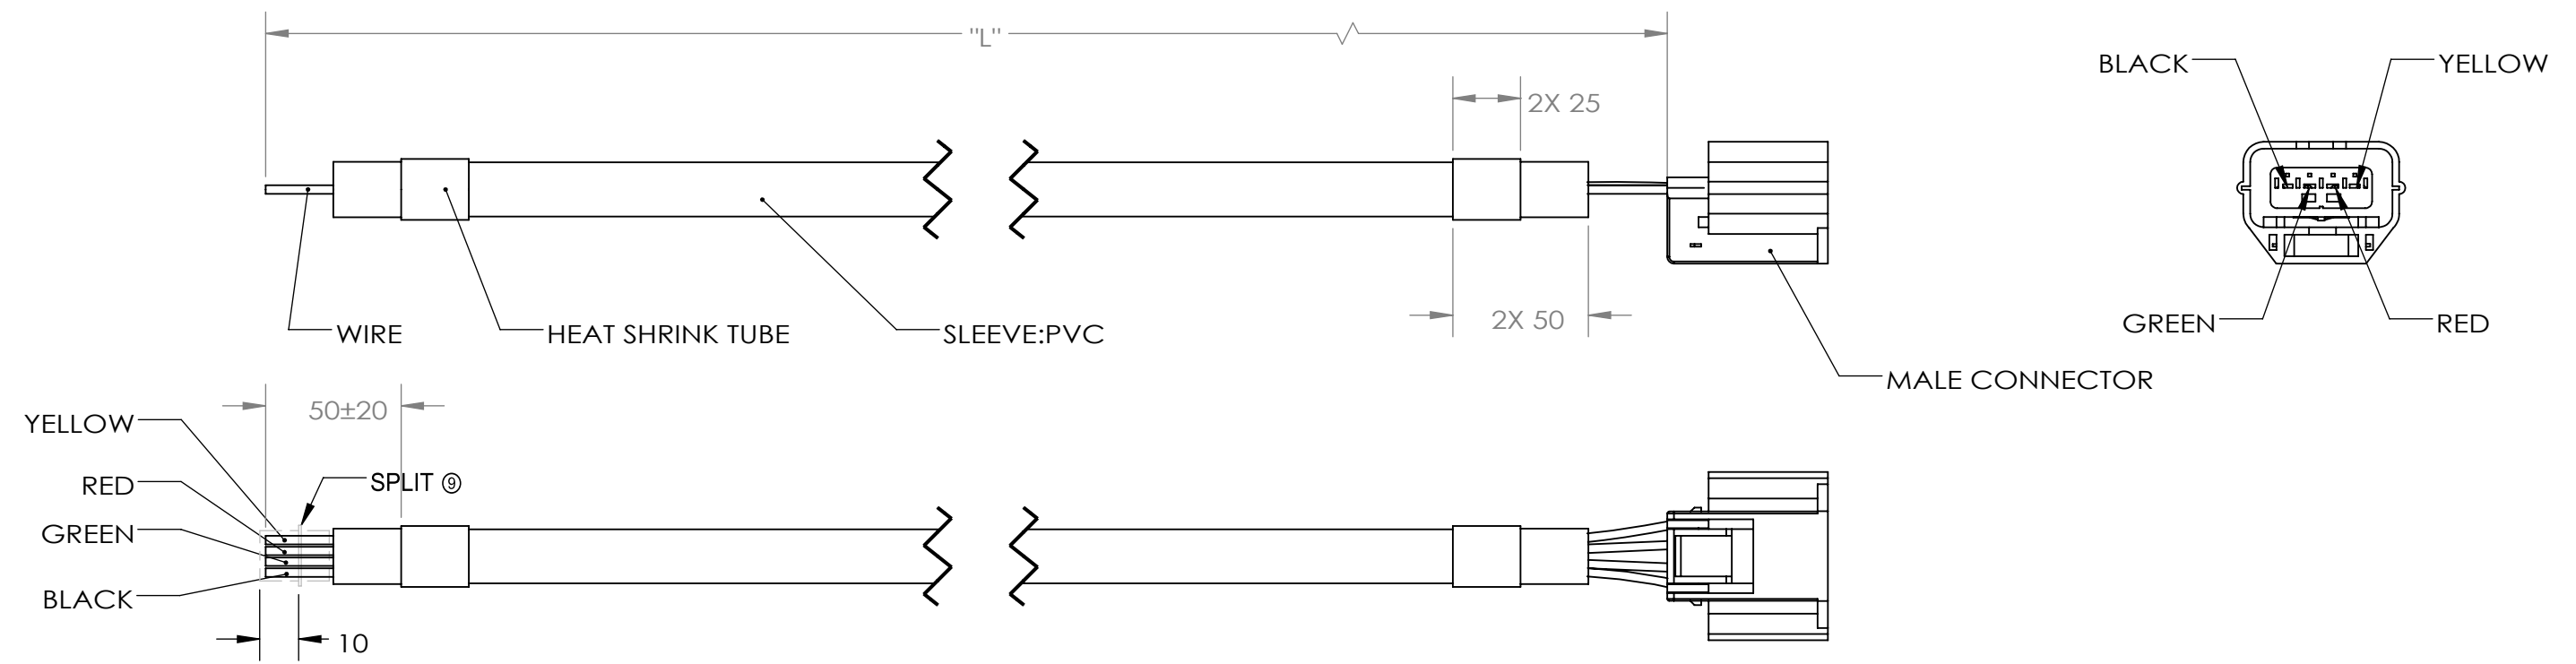 "L"
2X 25
BLACK
YELLOW
WIRE
HEAT SHRINK TUBE
SLEEVE:PVC
2X 50
GREEN
RED
MALE CONNECTOR
50±20
YELLOW
RED
SPLIT ⑨
GREEN
BLACK
10